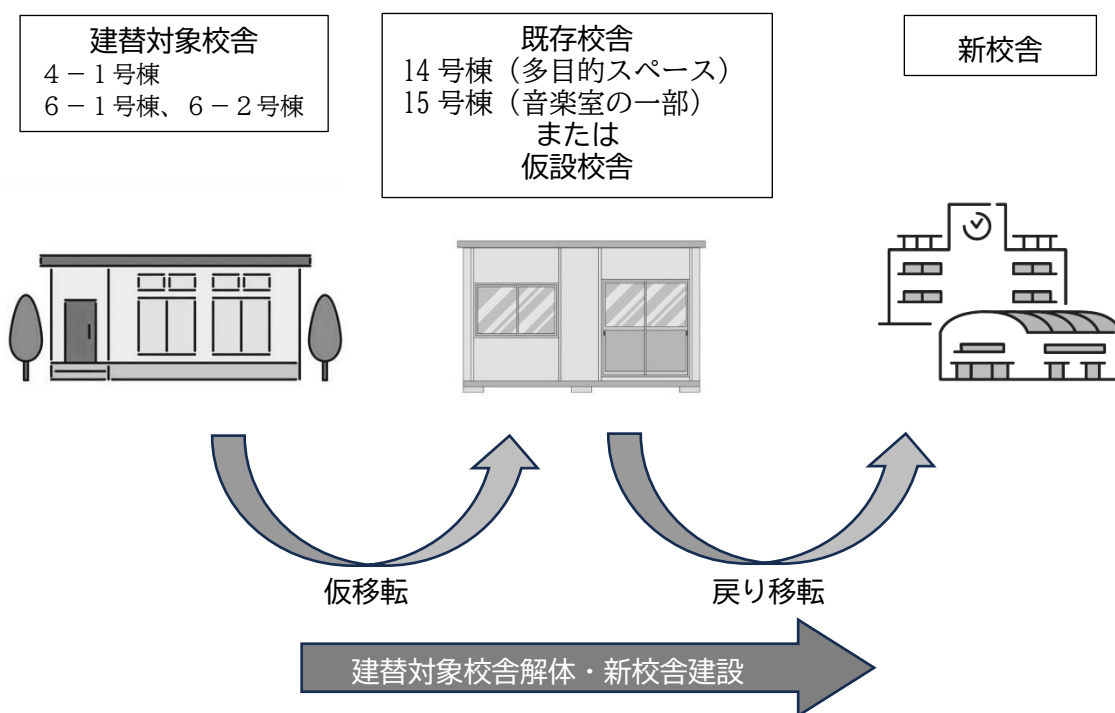 建替対象校舎
４－１号棟
６－１号棟、６－２号棟
既存校舎
14 号棟（多目的スペース）
15 号棟（音楽室の一部）
または
仮設校舎
新校舎
仮移転
戻り移転
建替対象校舎解体・新校舎建設